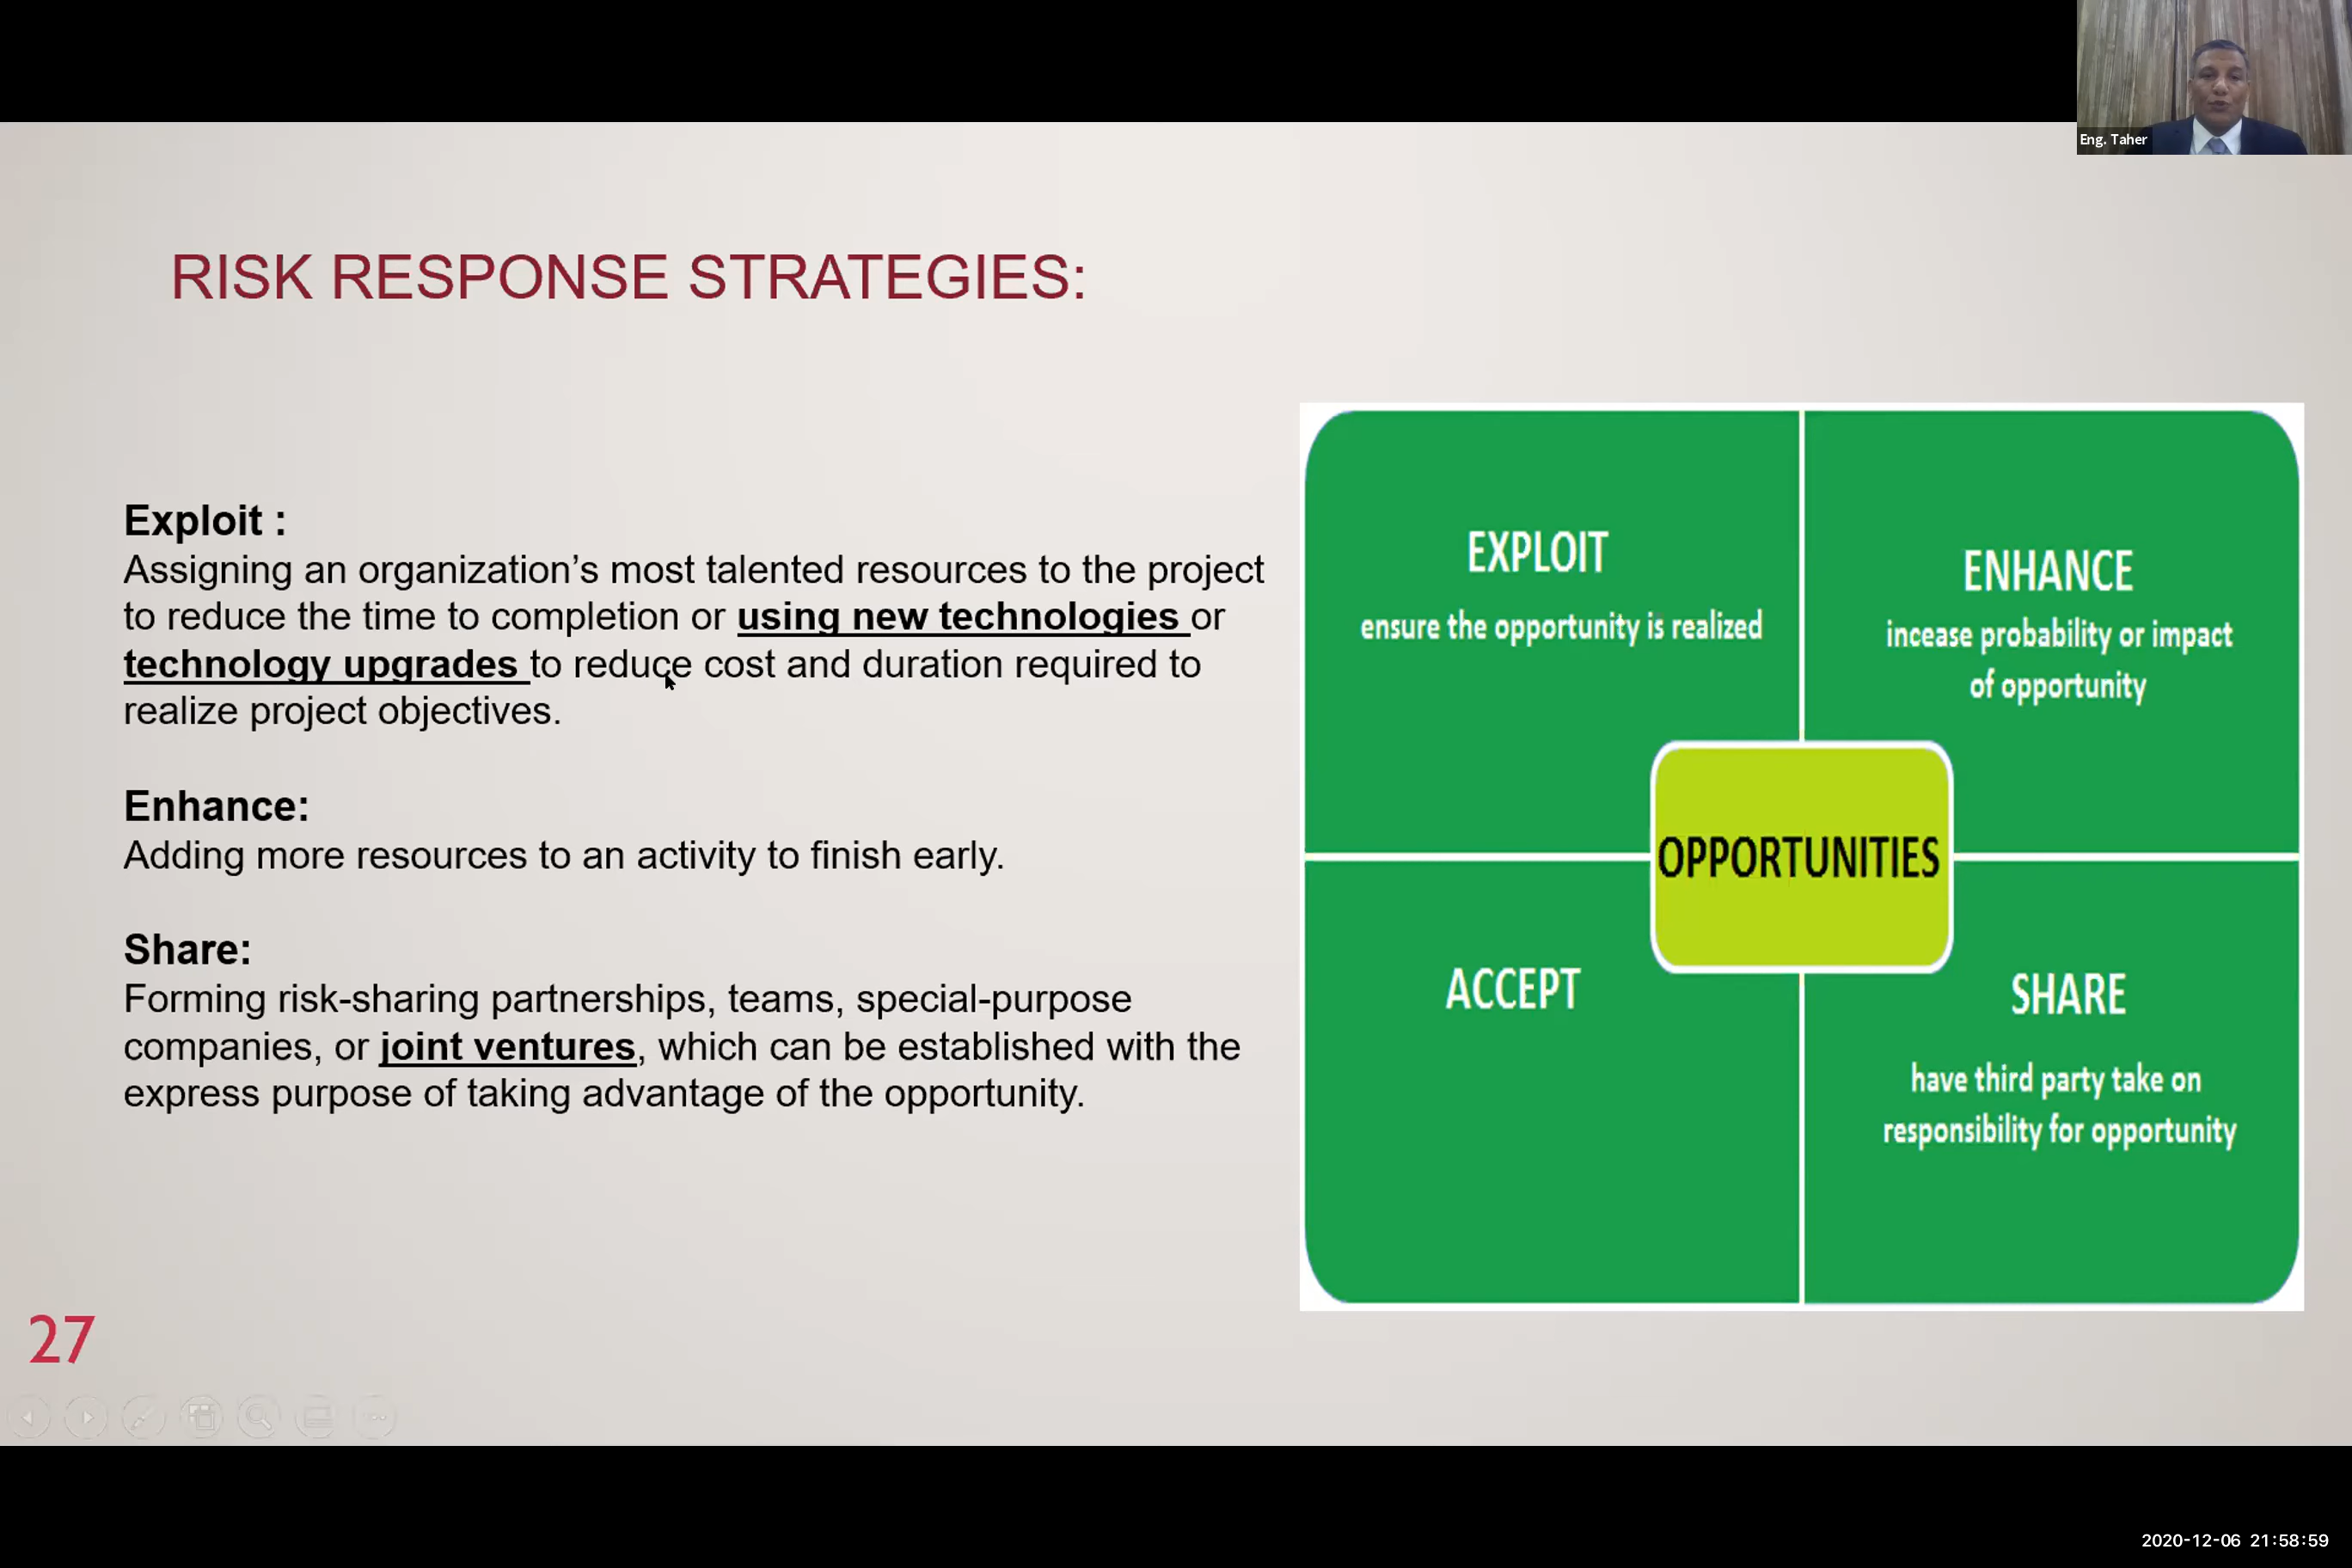 Eng. Taher
RISK RESPONSE STRATEGIES:
Exploit :
Assigning an organization’s most talented resources to the project
to reduce the time to completion or using new technologies or
technology upgrades to reduce cost and duration required to
realize project objectives.
Enhance:
Adding more resources to an activity to finish early.
Share:
Forming risk-sharing partnerships, teams, special-purpose
companies, or joint ventures, which can be established with the
express purpose of taking advantage of the opportunity.
EXPLOIT
ensure the opportunity is realized
ENHANCE
incease probability or impact
of opportunity
OPPORTUNITIES
ACCEPT
SHARE
have third party take on
responsibility for opportunity
27
2020-12-06 21:58:59